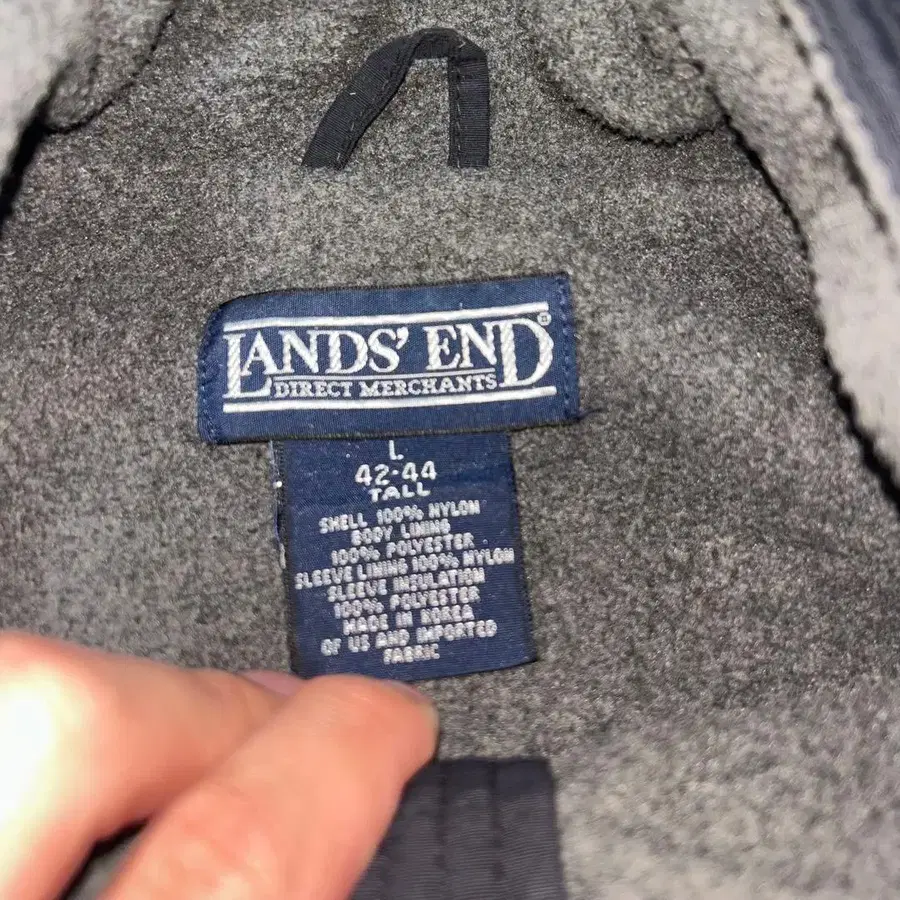 LANDS' END®
DIRECT MERCHANTS
L
42-44
TALL
SHELL 100% NYLON
BODY LINING
100% POLYESTER
SLEEVE LINING 100% NYLON
SLEEVE INSULATION
100% POLYESTER
MADE IN KOREA
OF US AND IMPORTED
FABRIC